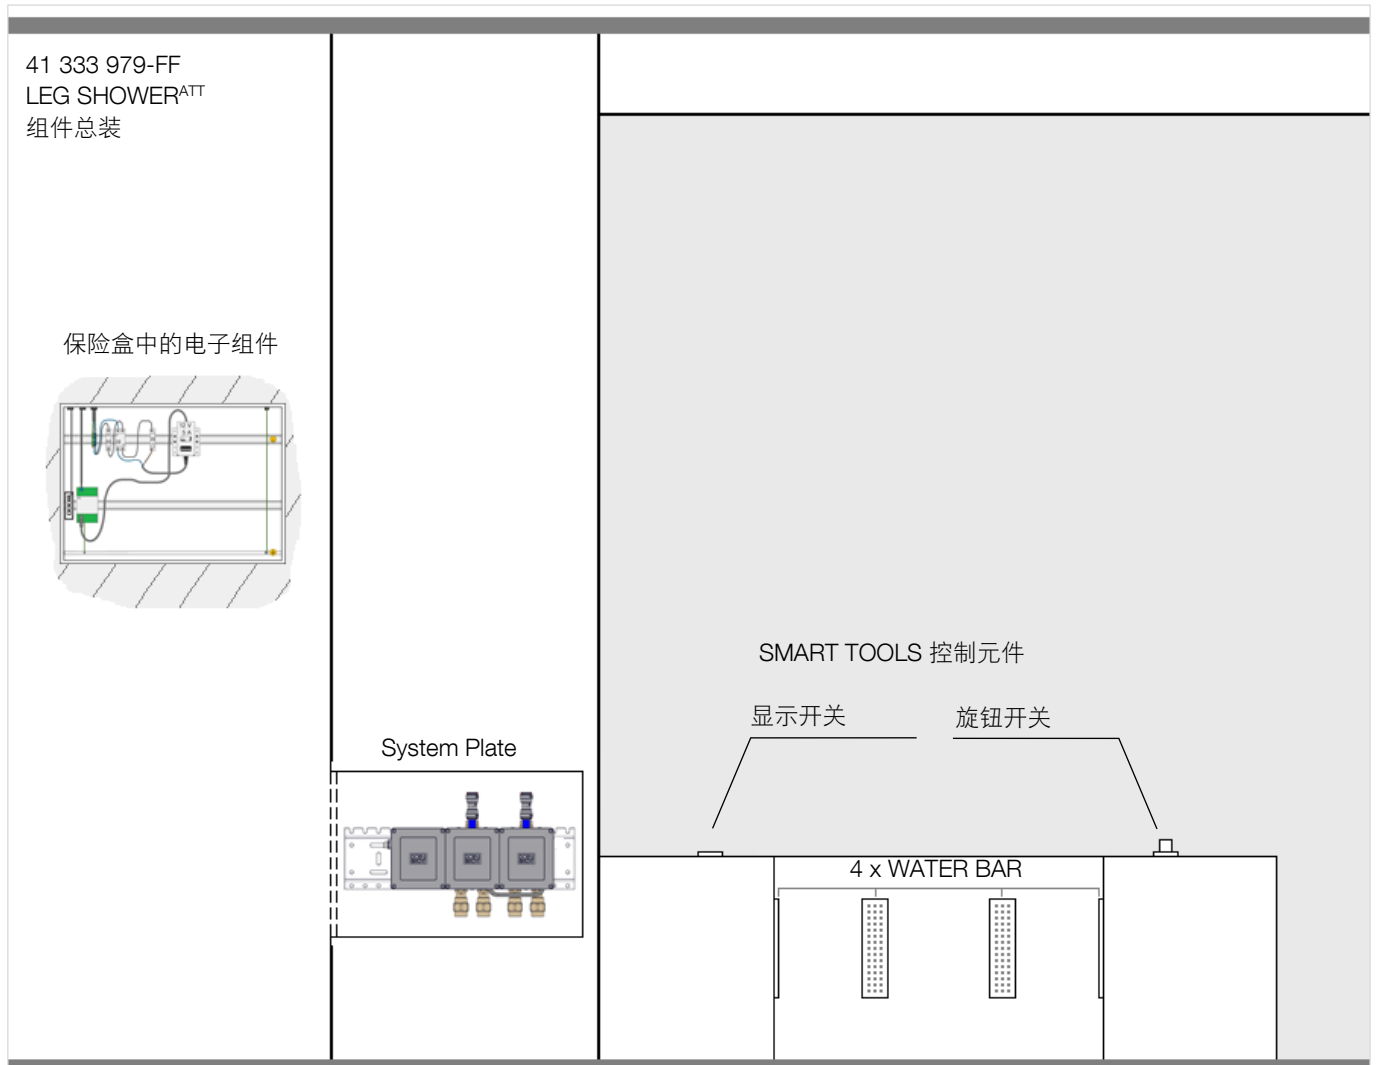 41 333 979-FF
LEG SHOWERATT
组件总装
保险盒中的电子组件
SMART TOOLS 控制元件
显示开关 旋钮开关
System Plate
4 x WATER BAR